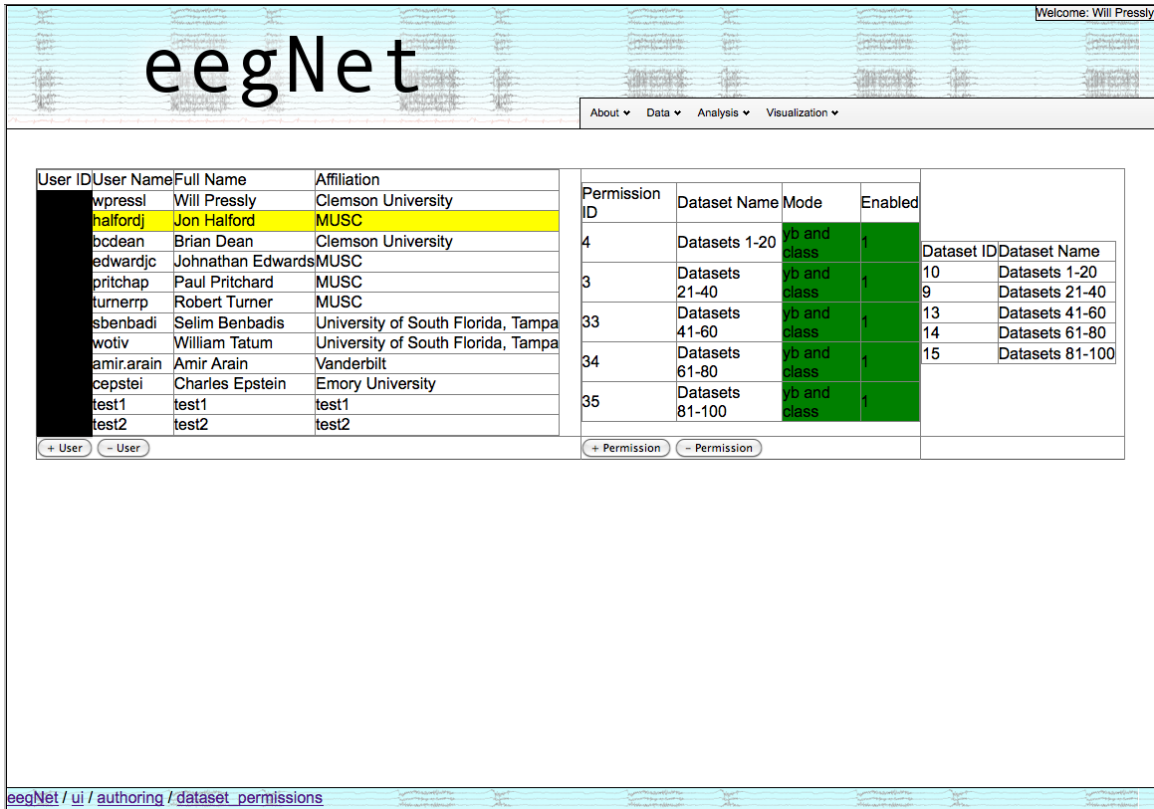 Welcome: Will Pressly
eegNet
About Data Analysis Visualization
User ID User Name Full Name Affiliation
wpressl Will Pressly Clemson University
halfordj Jon Halford MUSC
bcdean Brian Dean Clemson University
edwardjc Johnathan Edwards MUSC
pritchap Paul Pritchard MUSC
turnerrp Robert Turner MUSC
sbenbadi Selim Benbadis University of South Florida, Tampa
wotiv William Tatum University of South Florida, Tampa
amir.arain Amir Arain Vanderbilt
cepstei Charles Epstein Emory University
test1 test1 test1
test2 test2 test2
+ User - User
Permission
ID Dataset Name Mode Enabled
4 Datasets 1-20 yb and
class 1
3 Datasets
21-40 yb and
class 1
33 Datasets
41-60 yb and
class 1
34 Datasets
61-80 yb and
class 1
35 Datasets
81-100 yb and
class 1
+ Permission - Permission
Dataset ID Dataset Name
10 Datasets 1-20
9 Datasets 21-40
13 Datasets 41-60
14 Datasets 61-80
15 Datasets 81-100
eegNet / ui / authoring / dataset_permissions